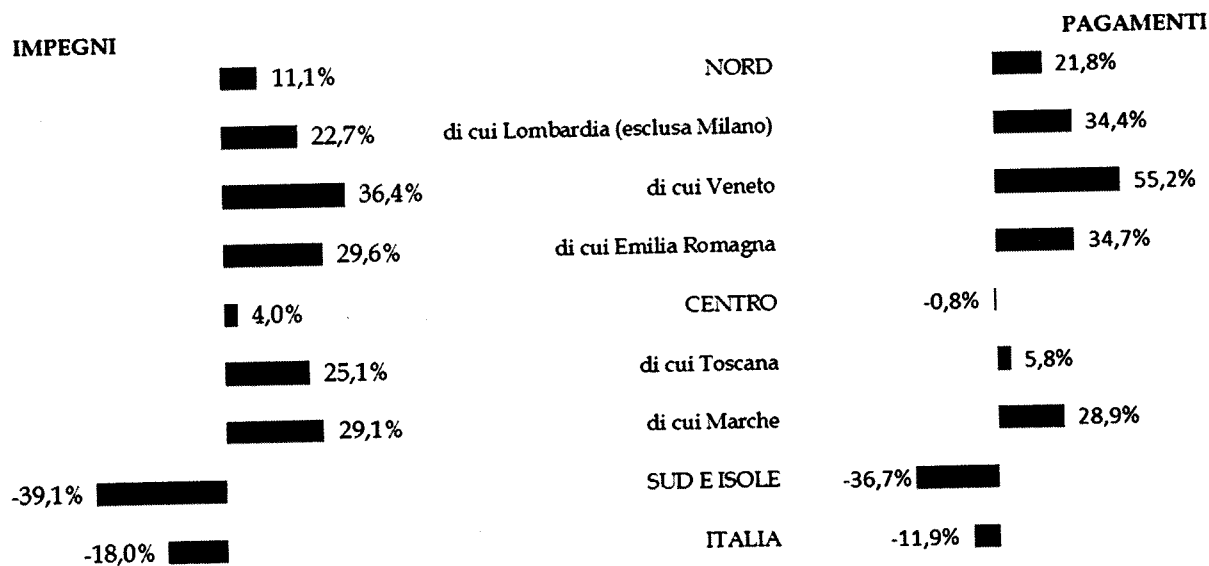 IMPEGNI PAGAMENTI
11,1% NORD 21,8%
22,7% di cui Lombardia (esclusa Milano) 34,4%
36,4% di cui Veneto 55,2%
29,6% di cui Emilia Romagna 34,7%
4,0% CENTRO -0,8%
25,1% di cui Toscana 5,8%
29,1% di cui Marche 28,9%
-39,1% SUD E ISOLE -36,7%
-18,0% ITALIA -11,9%